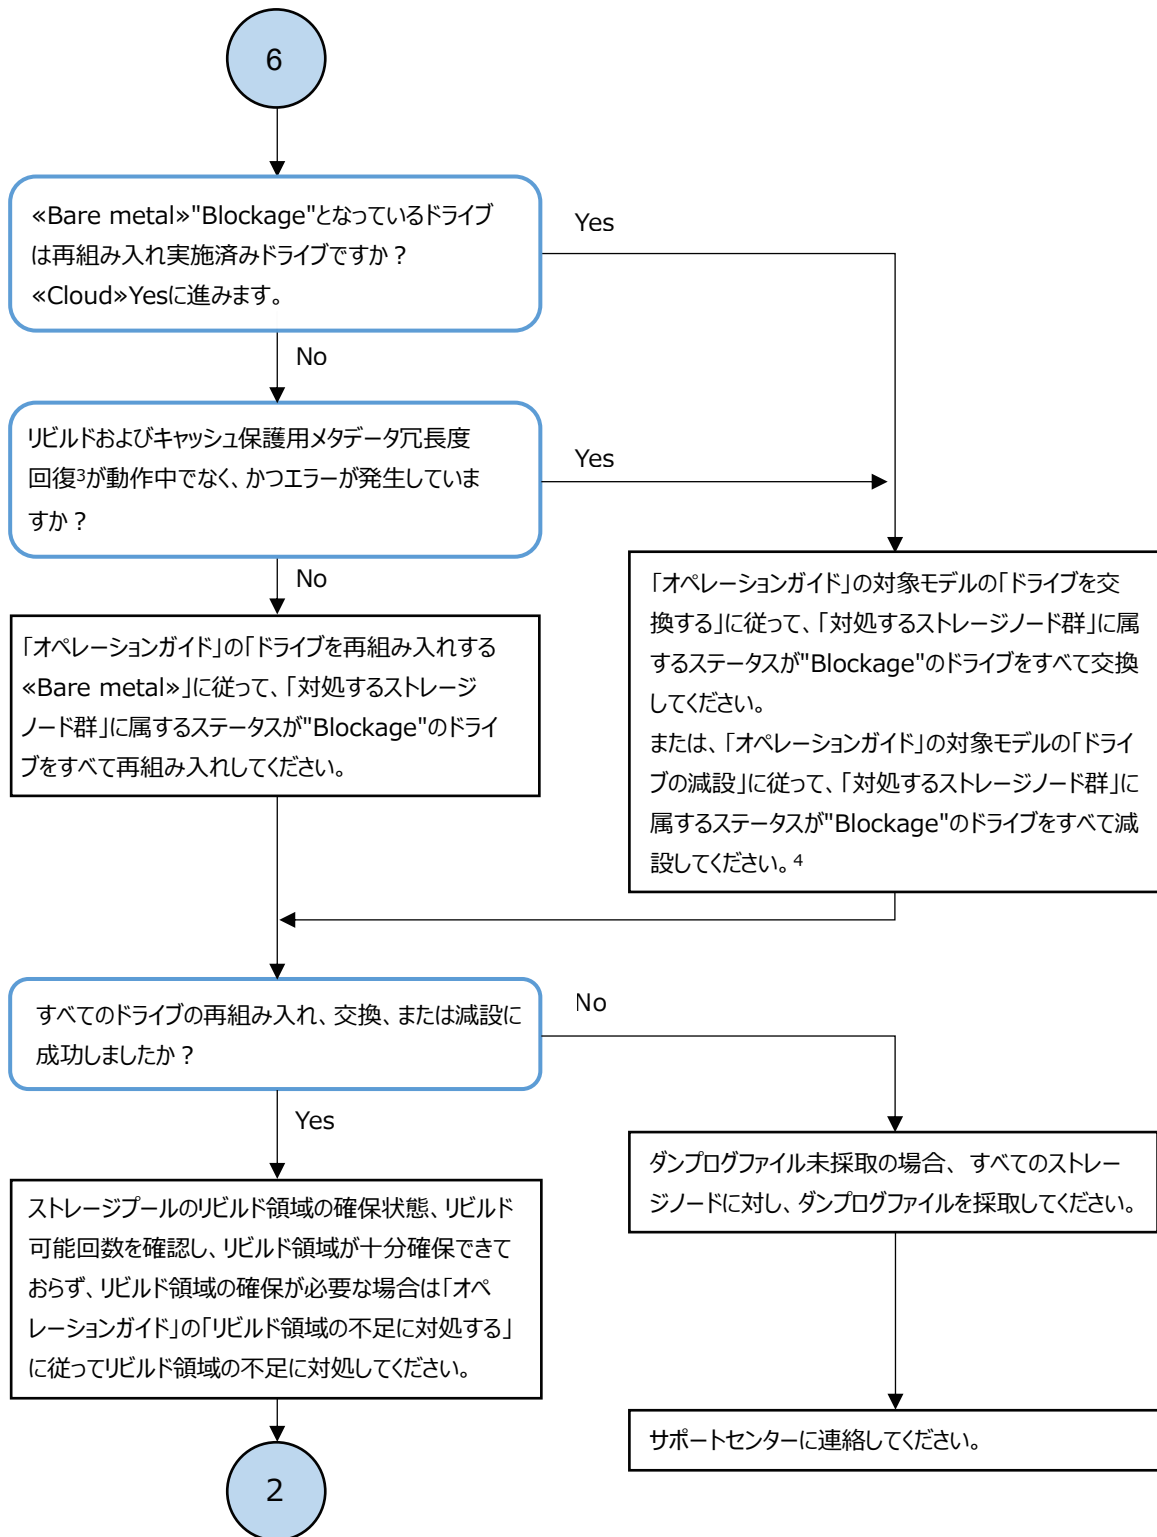 6
«Bare metal»"Blockage"となっているドライブ
は再組み入れ実施済みドライブですか？
«Cloud»Yesに進みます。
Yes
No
リビルドおよびキャッシュ保護用メタデータ冗長度
回復3が動作中でなく、かつエラーが発生していま
すか？
Yes
No
「オペレーションガイド」の「ドライブを再組み入れする
«Bare metal»」に従って、「対処するストレージ
ノード群」に属するステータスが"Blockage"のドライ
ブをすべて再組み入れしてください。
「オペレーションガイド」の対象モデルの「ドライブを交
換する」に従って、「対処するストレージノード群」に属
するステータスが"Blockage"のドライブをすべて交換
してください。
または、「オペレーションガイド」の対象モデルの「ドライ
ブの減設」に従って、「対処するストレージノード群」に
属するステータスが"Blockage"のドライブをすべて減
設してください。4
すべてのドライブの再組み入れ、交換、または減設に
成功しましたか？
No
Yes
ストレージプールのリビルド領域の確保状態、リビルド
可能回数を確認し、リビルド領域が十分確保できて
おらず、リビルド領域の確保が必要な場合は「オペ
レーションガイド」の「リビルド領域の不足に対処する」
に従ってリビルド領域の不足に対処してください。
ダンプログファイル未採取の場合、すべてのストレー
ジノードに対し、ダンプログファイルを採取してください。
サポートセンターに連絡してください。
2